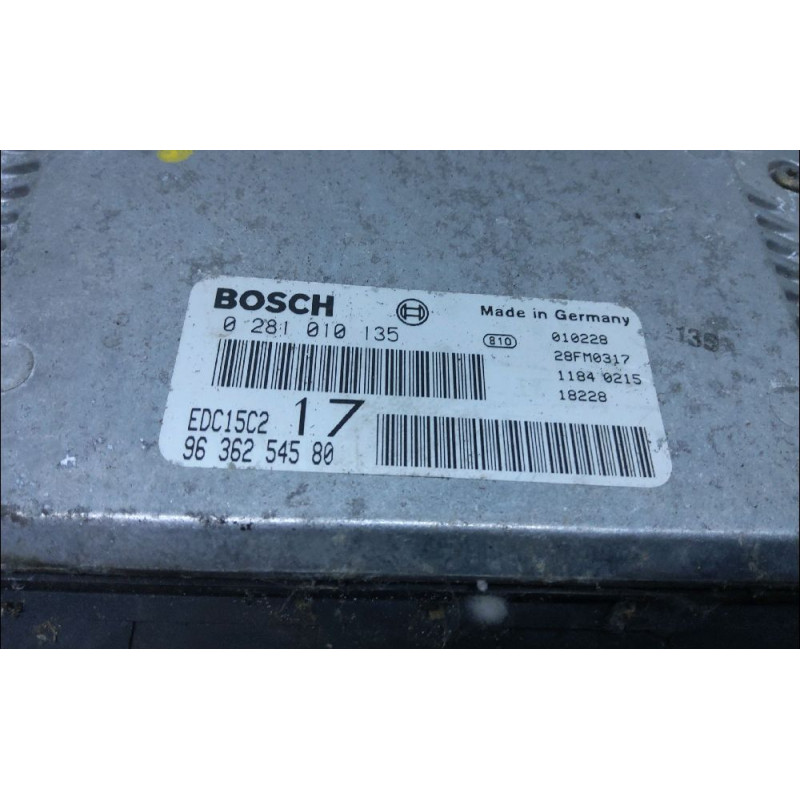 BOSCH
Made in Germany
0 281 010 135
810
010228
28FM0317
1184 0215
18228
135
EDC15C2
17
96 362 545 80